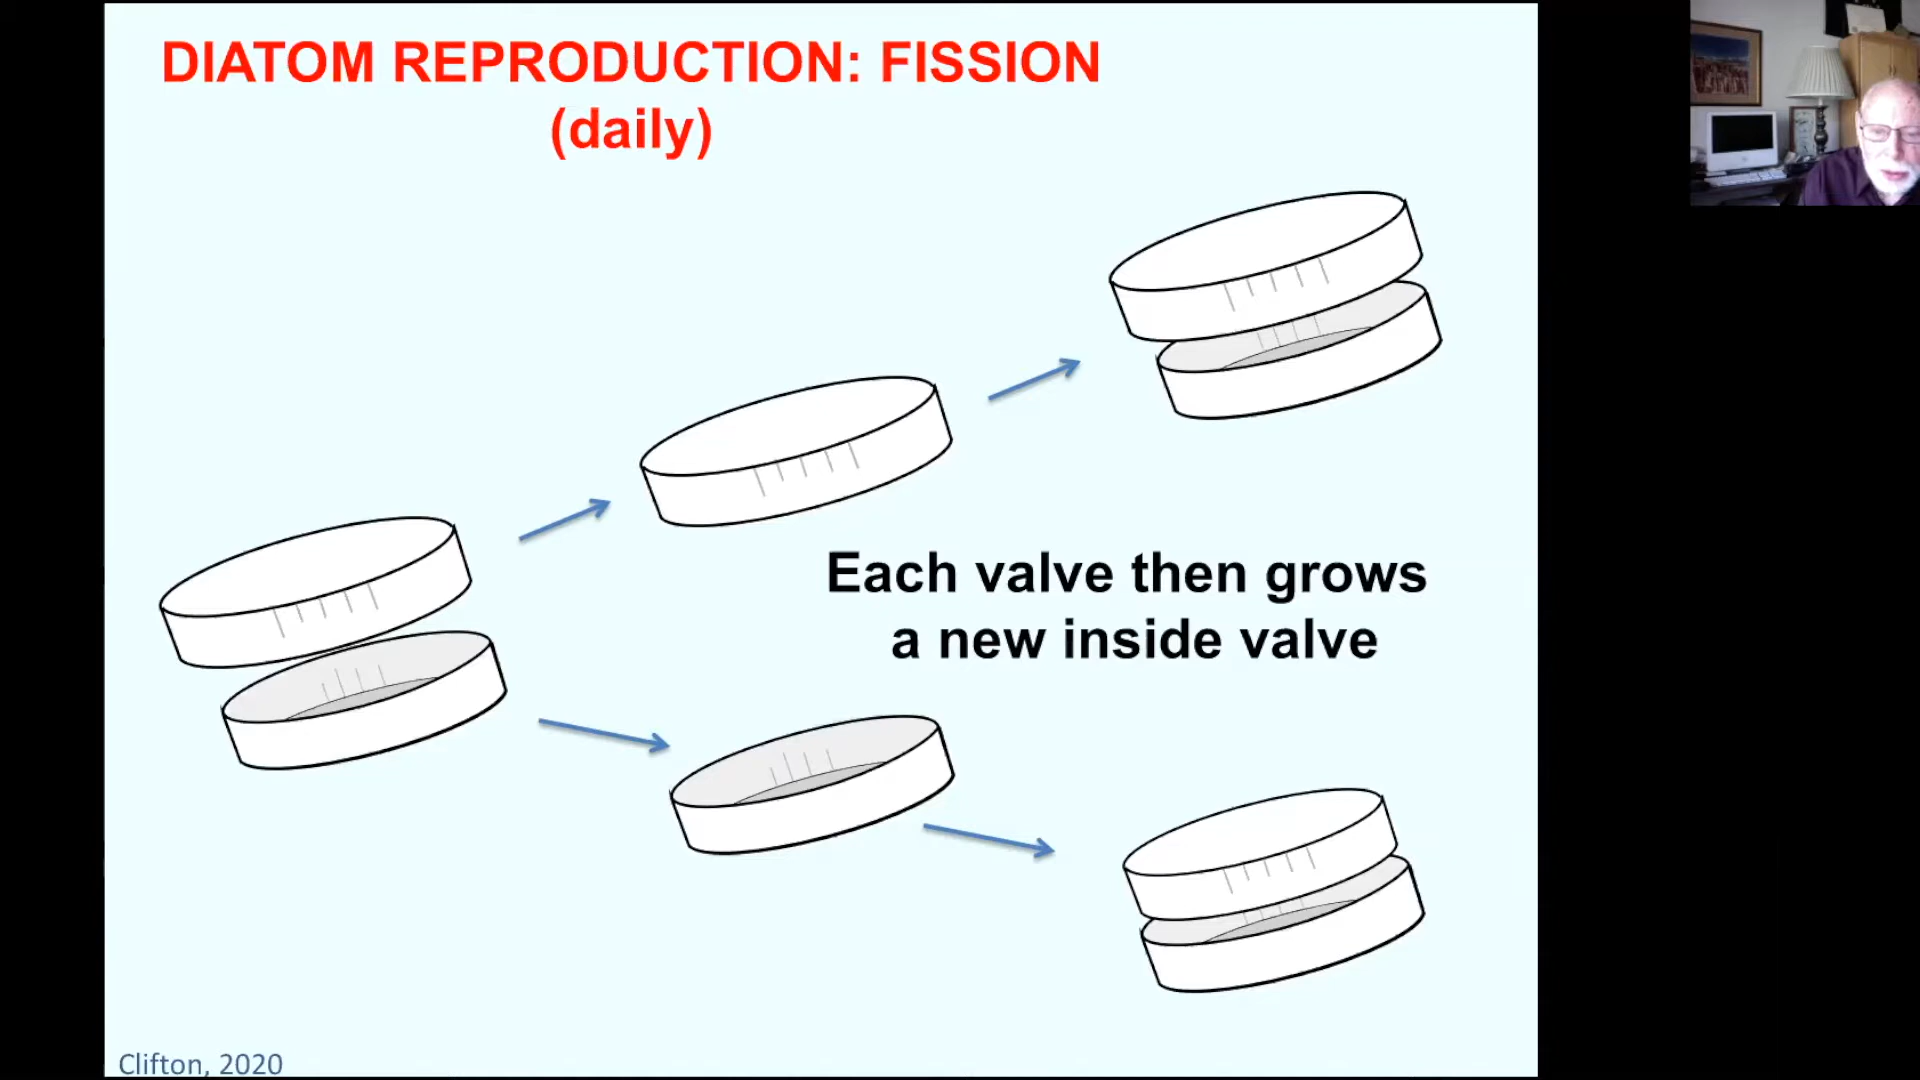 DIATOM REPRODUCTION: FISSION
(daily)
Each valve then grows
a new inside valve
Clifton, 2020